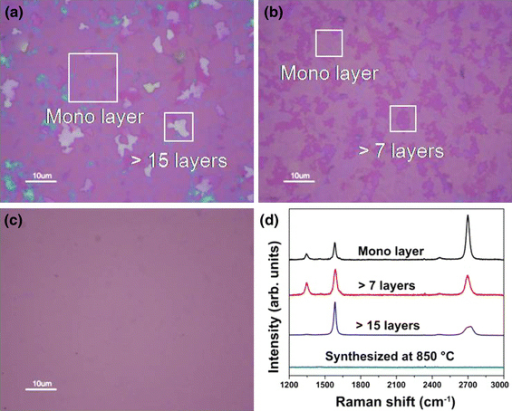 (a)
Mono layer
> 15 layers
10um
(b)
Mono layer
> 7 layers
10um
(c)
10um
(d)
Intensity (arb. units)
Mono layer
> 7 layers
> 15 layers
Synthesized at 850 °C
1200 1500 1800 2100 2400 2700 3000
Raman shift (cm⁻¹)